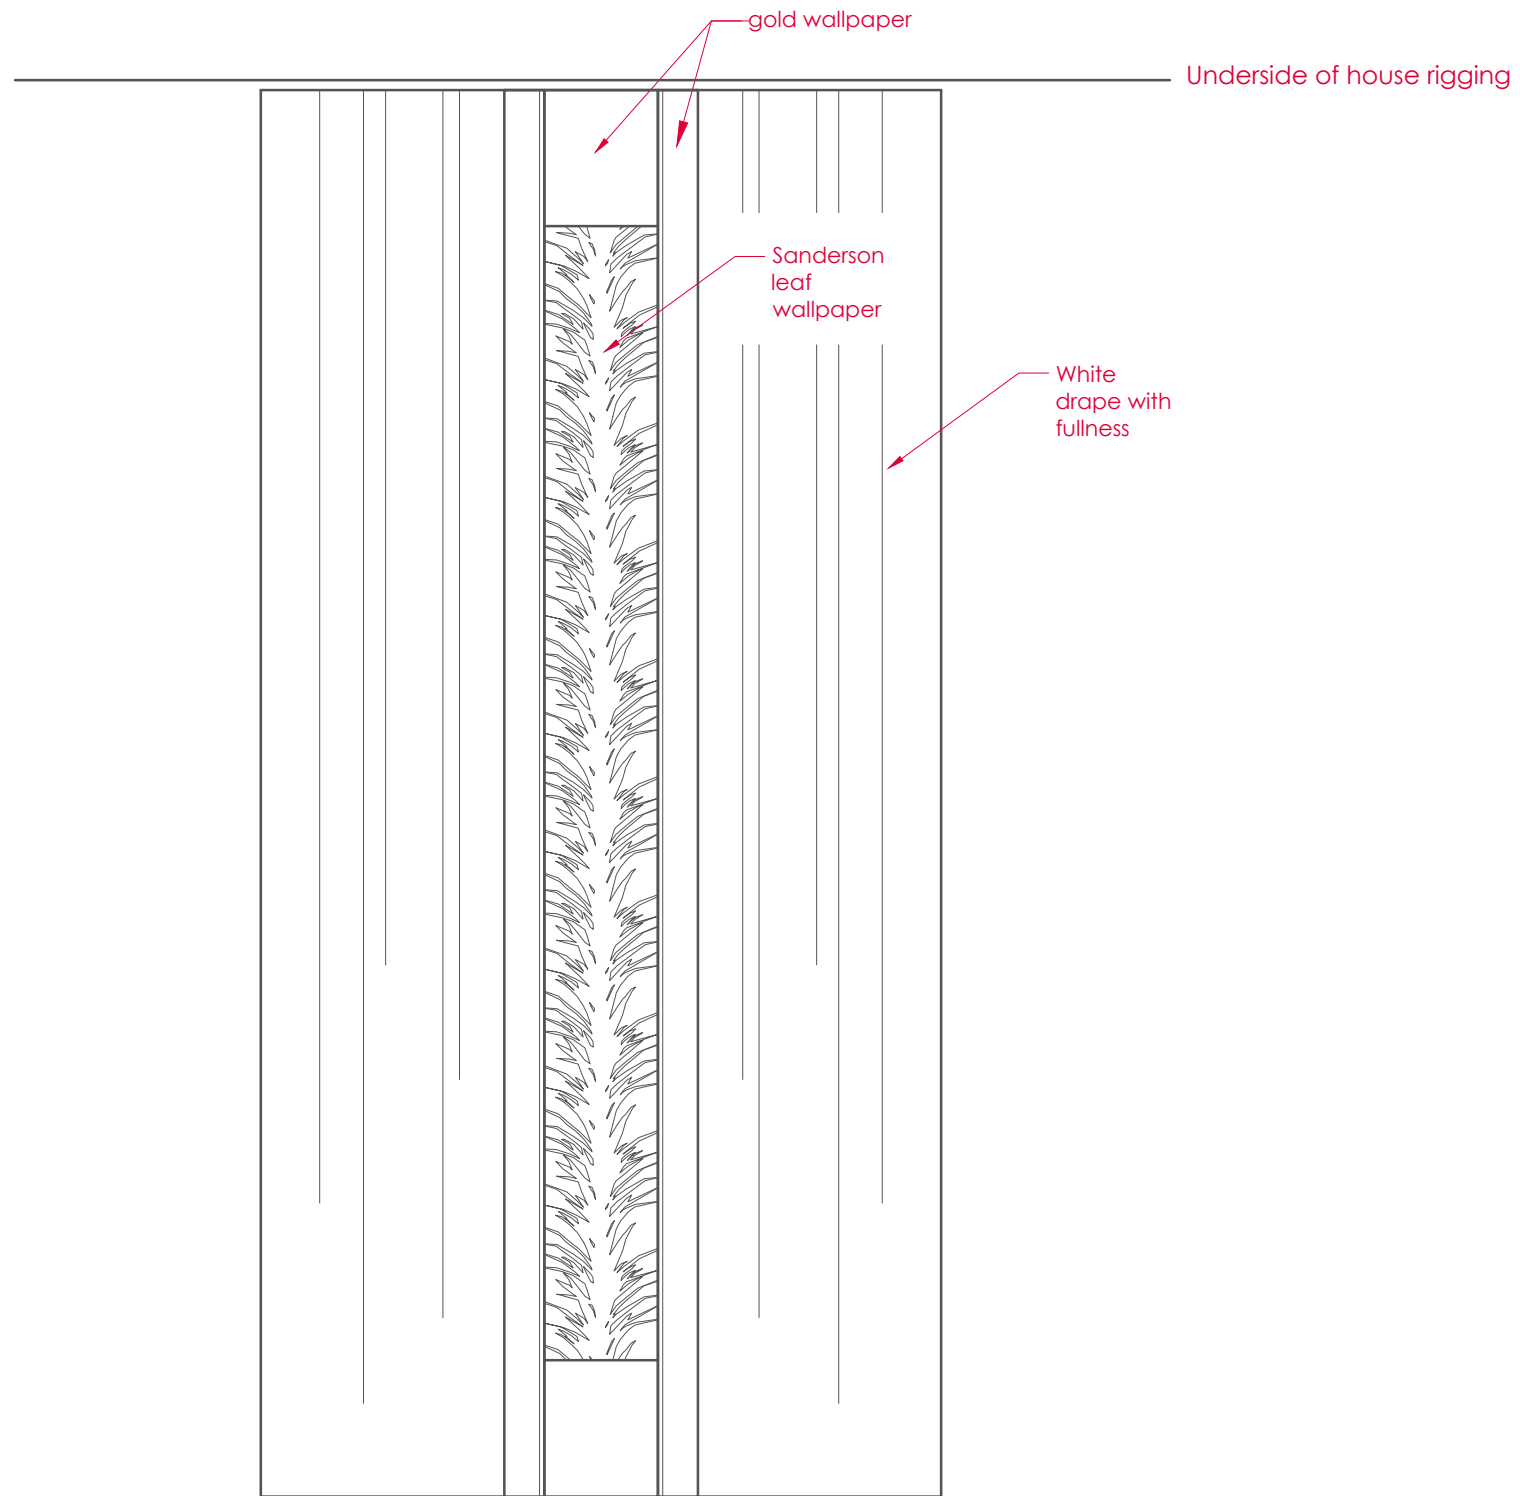 gold wallpaper
Underside of house rigging
Sanderson
leaf
wallpaper
White
drape with
fullness